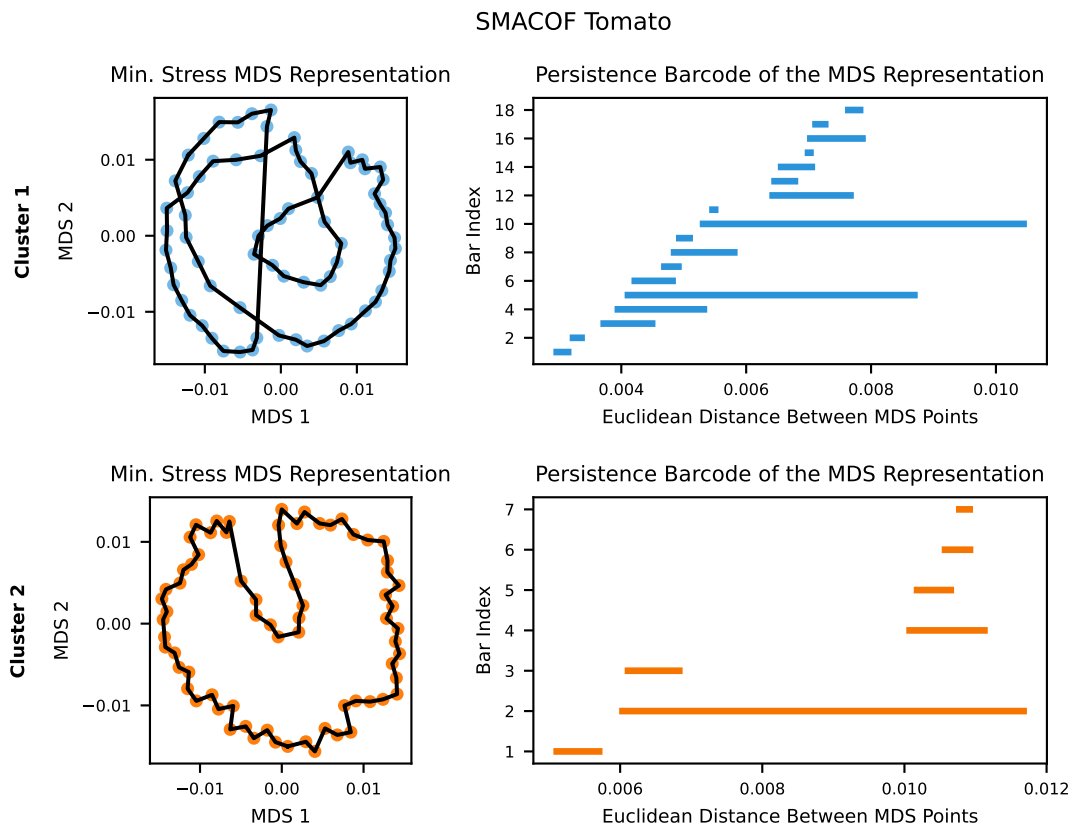 SMACOF Tomato
Min. Stress MDS Representation
Persistence Barcode of the MDS Representation
Cluster 1
MDS 2
0.01
0.00
−0.01
−0.01
0.00
0.01
MDS 1
Bar Index
18
16
14
12
10
8
6
4
2
0.004
0.006
0.008
0.010
Euclidean Distance Between MDS Points
Min. Stress MDS Representation
Persistence Barcode of the MDS Representation
Cluster 2
MDS 2
0.01
0.00
−0.01
−0.01
0.00
0.01
MDS 1
Bar Index
7
6
5
4
3
2
1
0.006
0.008
0.010
0.012
Euclidean Distance Between MDS Points